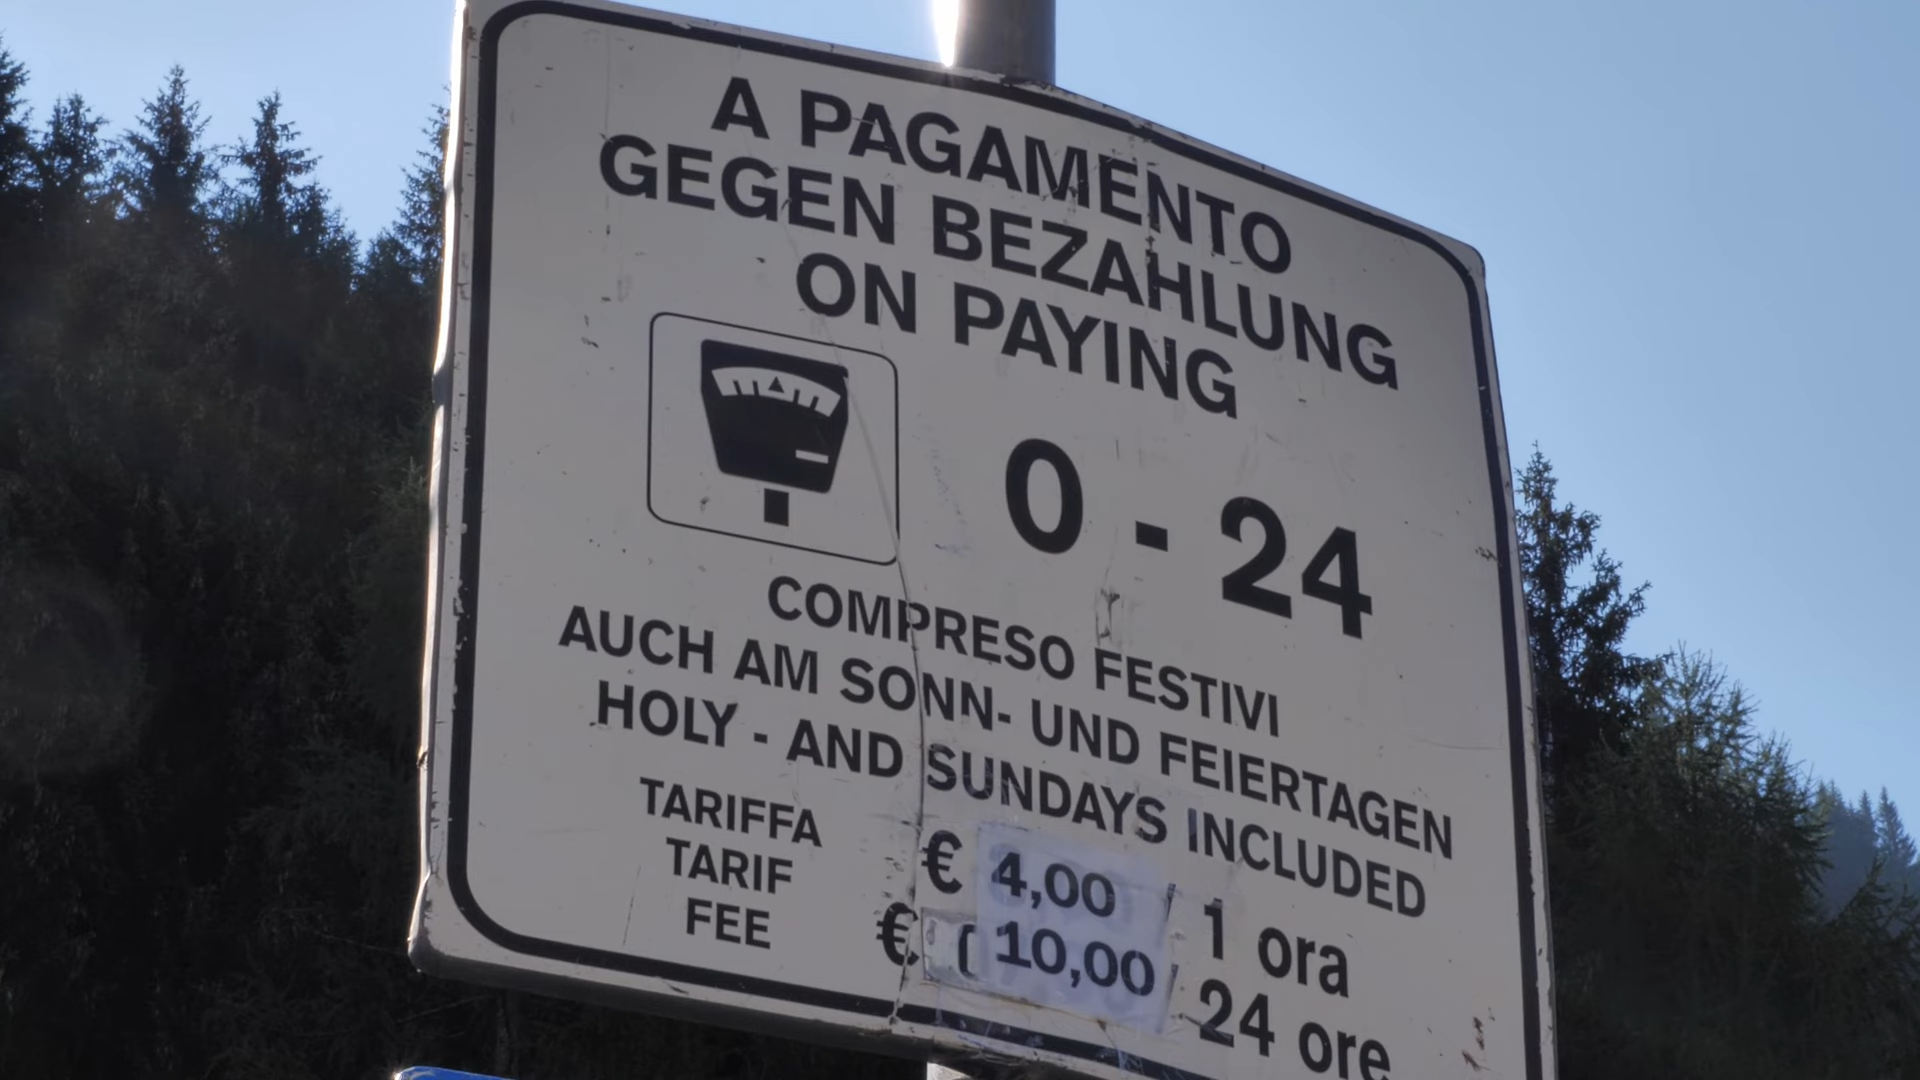 A PAGAMENTO
GEGEN BEZAHLUNG
ON PAYING
0 - 24
COMPRESO FESTIVI
AUCH AM SONN- UND FEIERTAGEN
HOLY - AND SUNDAYS INCLUDED
TARIFFA
TARIF
FEE
€ 4,00 / 1 ora
€ 10,00 / 24 ore